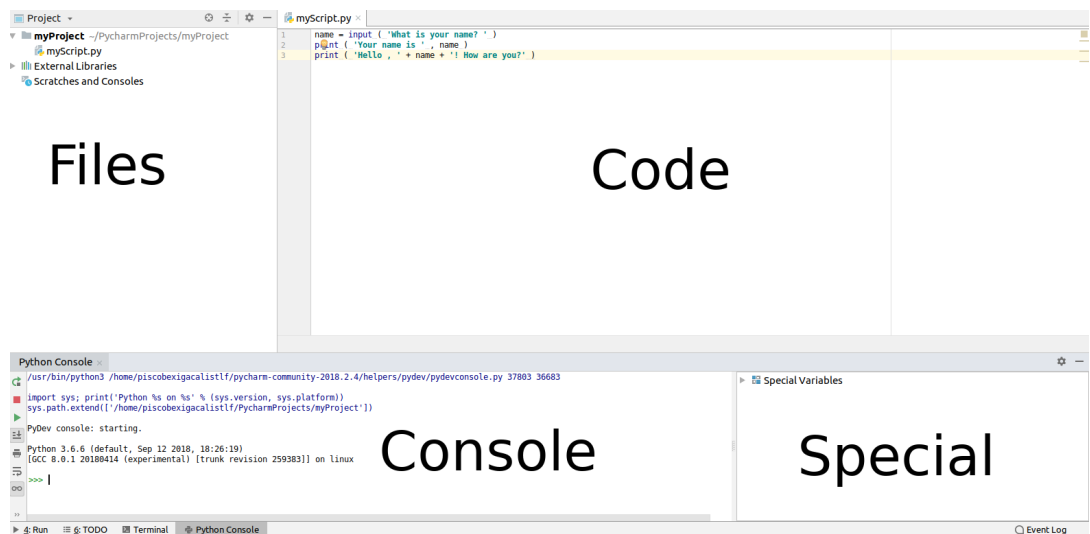 Project
myScript.py
myProject ~/PycharmProjects/myProject
myScript.py
External Libraries
Scratches and Consoles
Files
1 name = input ( 'What is your name? ' )
2 print ( 'Your name is ' , name )
3 print ( 'Hello , ' + name + '! How are you?' )
Code
Python Console
/usr/bin/python3 /home/piscobexigacalistlf/pycharm-community-2018.2.4/helpers/pydev/pydevconsole.py 37803 36683
import sys; print('Python %s on %s' % (sys.version, sys.platform))
sys.path.extend(['/home/piscobexigacalistlf/PycharmProjects/myProject'])
PyDev console: starting.
Python 3.6.6 (default, Sep 12 2018, 18:26:19)
[GCC 8.0.1 20180414 (experimental) [trunk revision 259383]] on linux
>>>
Console
Special Variables
Special
4: Run
6: TODO
Terminal
Python Console
Event Log